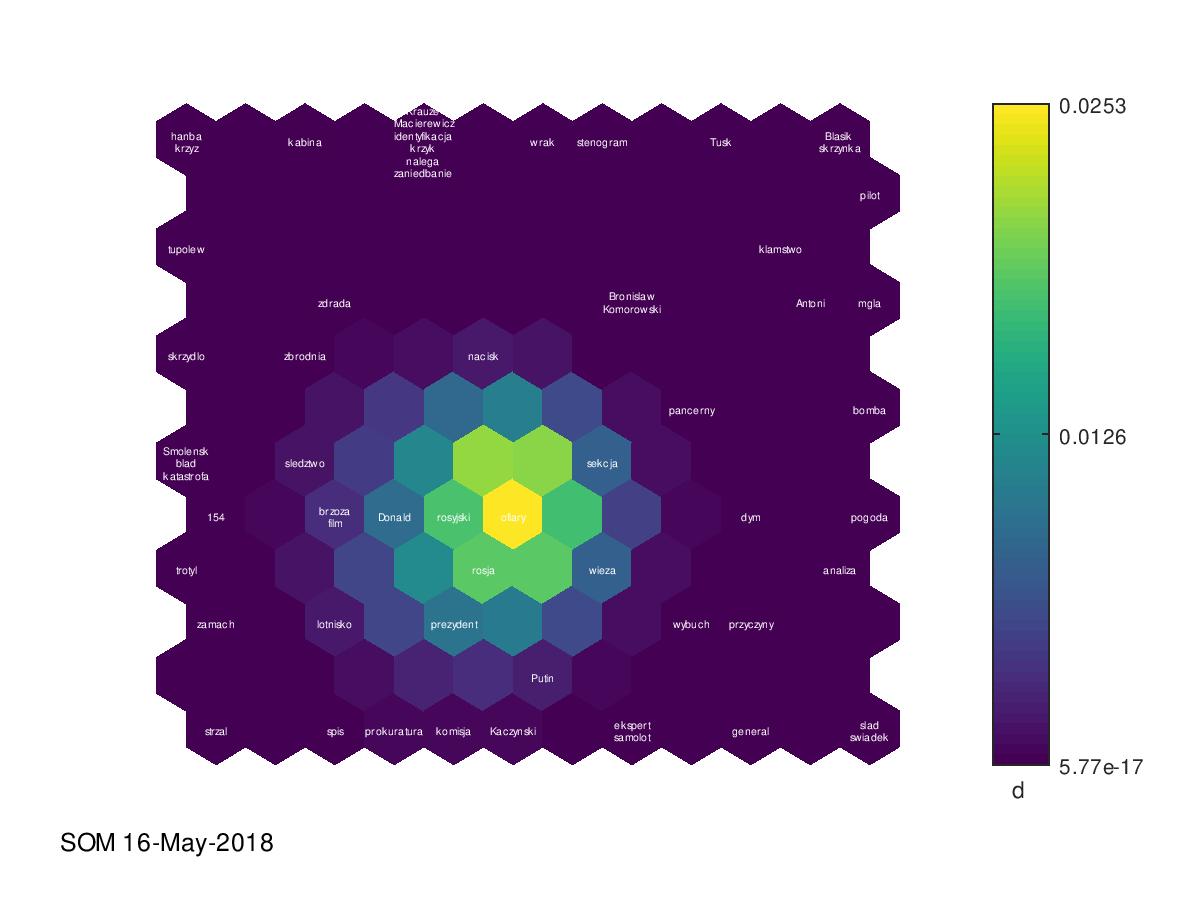 0.0253
Krauze
Macierewicz
hanba
krzyz
kabina
identyfikacja
krzyk
nalega
zaniedbanie
wrak
stenogram
Tusk
Blasik
skrzynka
pilot
tupolew
klamstwo
zdrada
Bronislaw
Komorowski
Antoni
mgla
skrzydlo
zbrodnia
nacisk
pancerny
bomba
0.0126
Smolensk
blad
katastrofa
sledztwo
sekcja
154
brzoza
film
Donald
rosyjski
ofiary
dym
pogoda
trotyl
rosja
wieza
analiza
zamach
lotnisko
prezydent
wybuch
przyczyny
Putin
strzal
spis
prokuratura
komisja
Kaczynski
ekspert
samolot
general
slad
swiadek
5.77e-17
d
SOM 16-May-2018